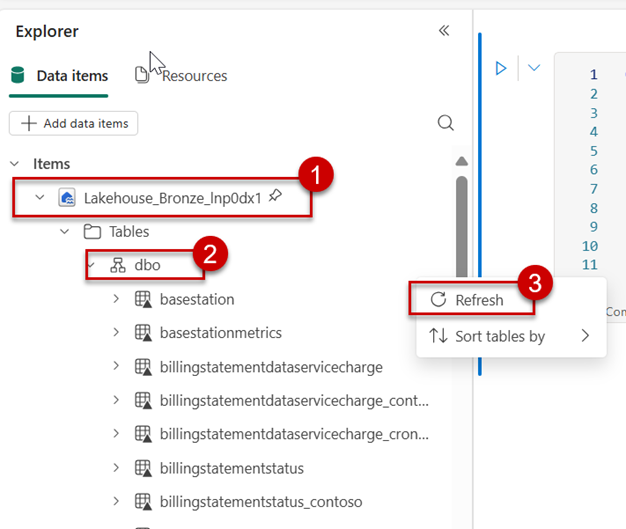 Explorer
Data items
Resources
Add data items
Items
Lakehouse_Bronze_lnp0dx1
1
Tables
dbo
2
basestation
basestationmetrics
billingstatementdataservicecharge
billingstatementdataservicecharge_cont...
billingstatementdataservicecharge_cron...
billingstatementstatus
billingstatementstatus_contoso
1
2
3
4
5
6
7
8
9
10
11
Refresh
3
Sort tables by
Com